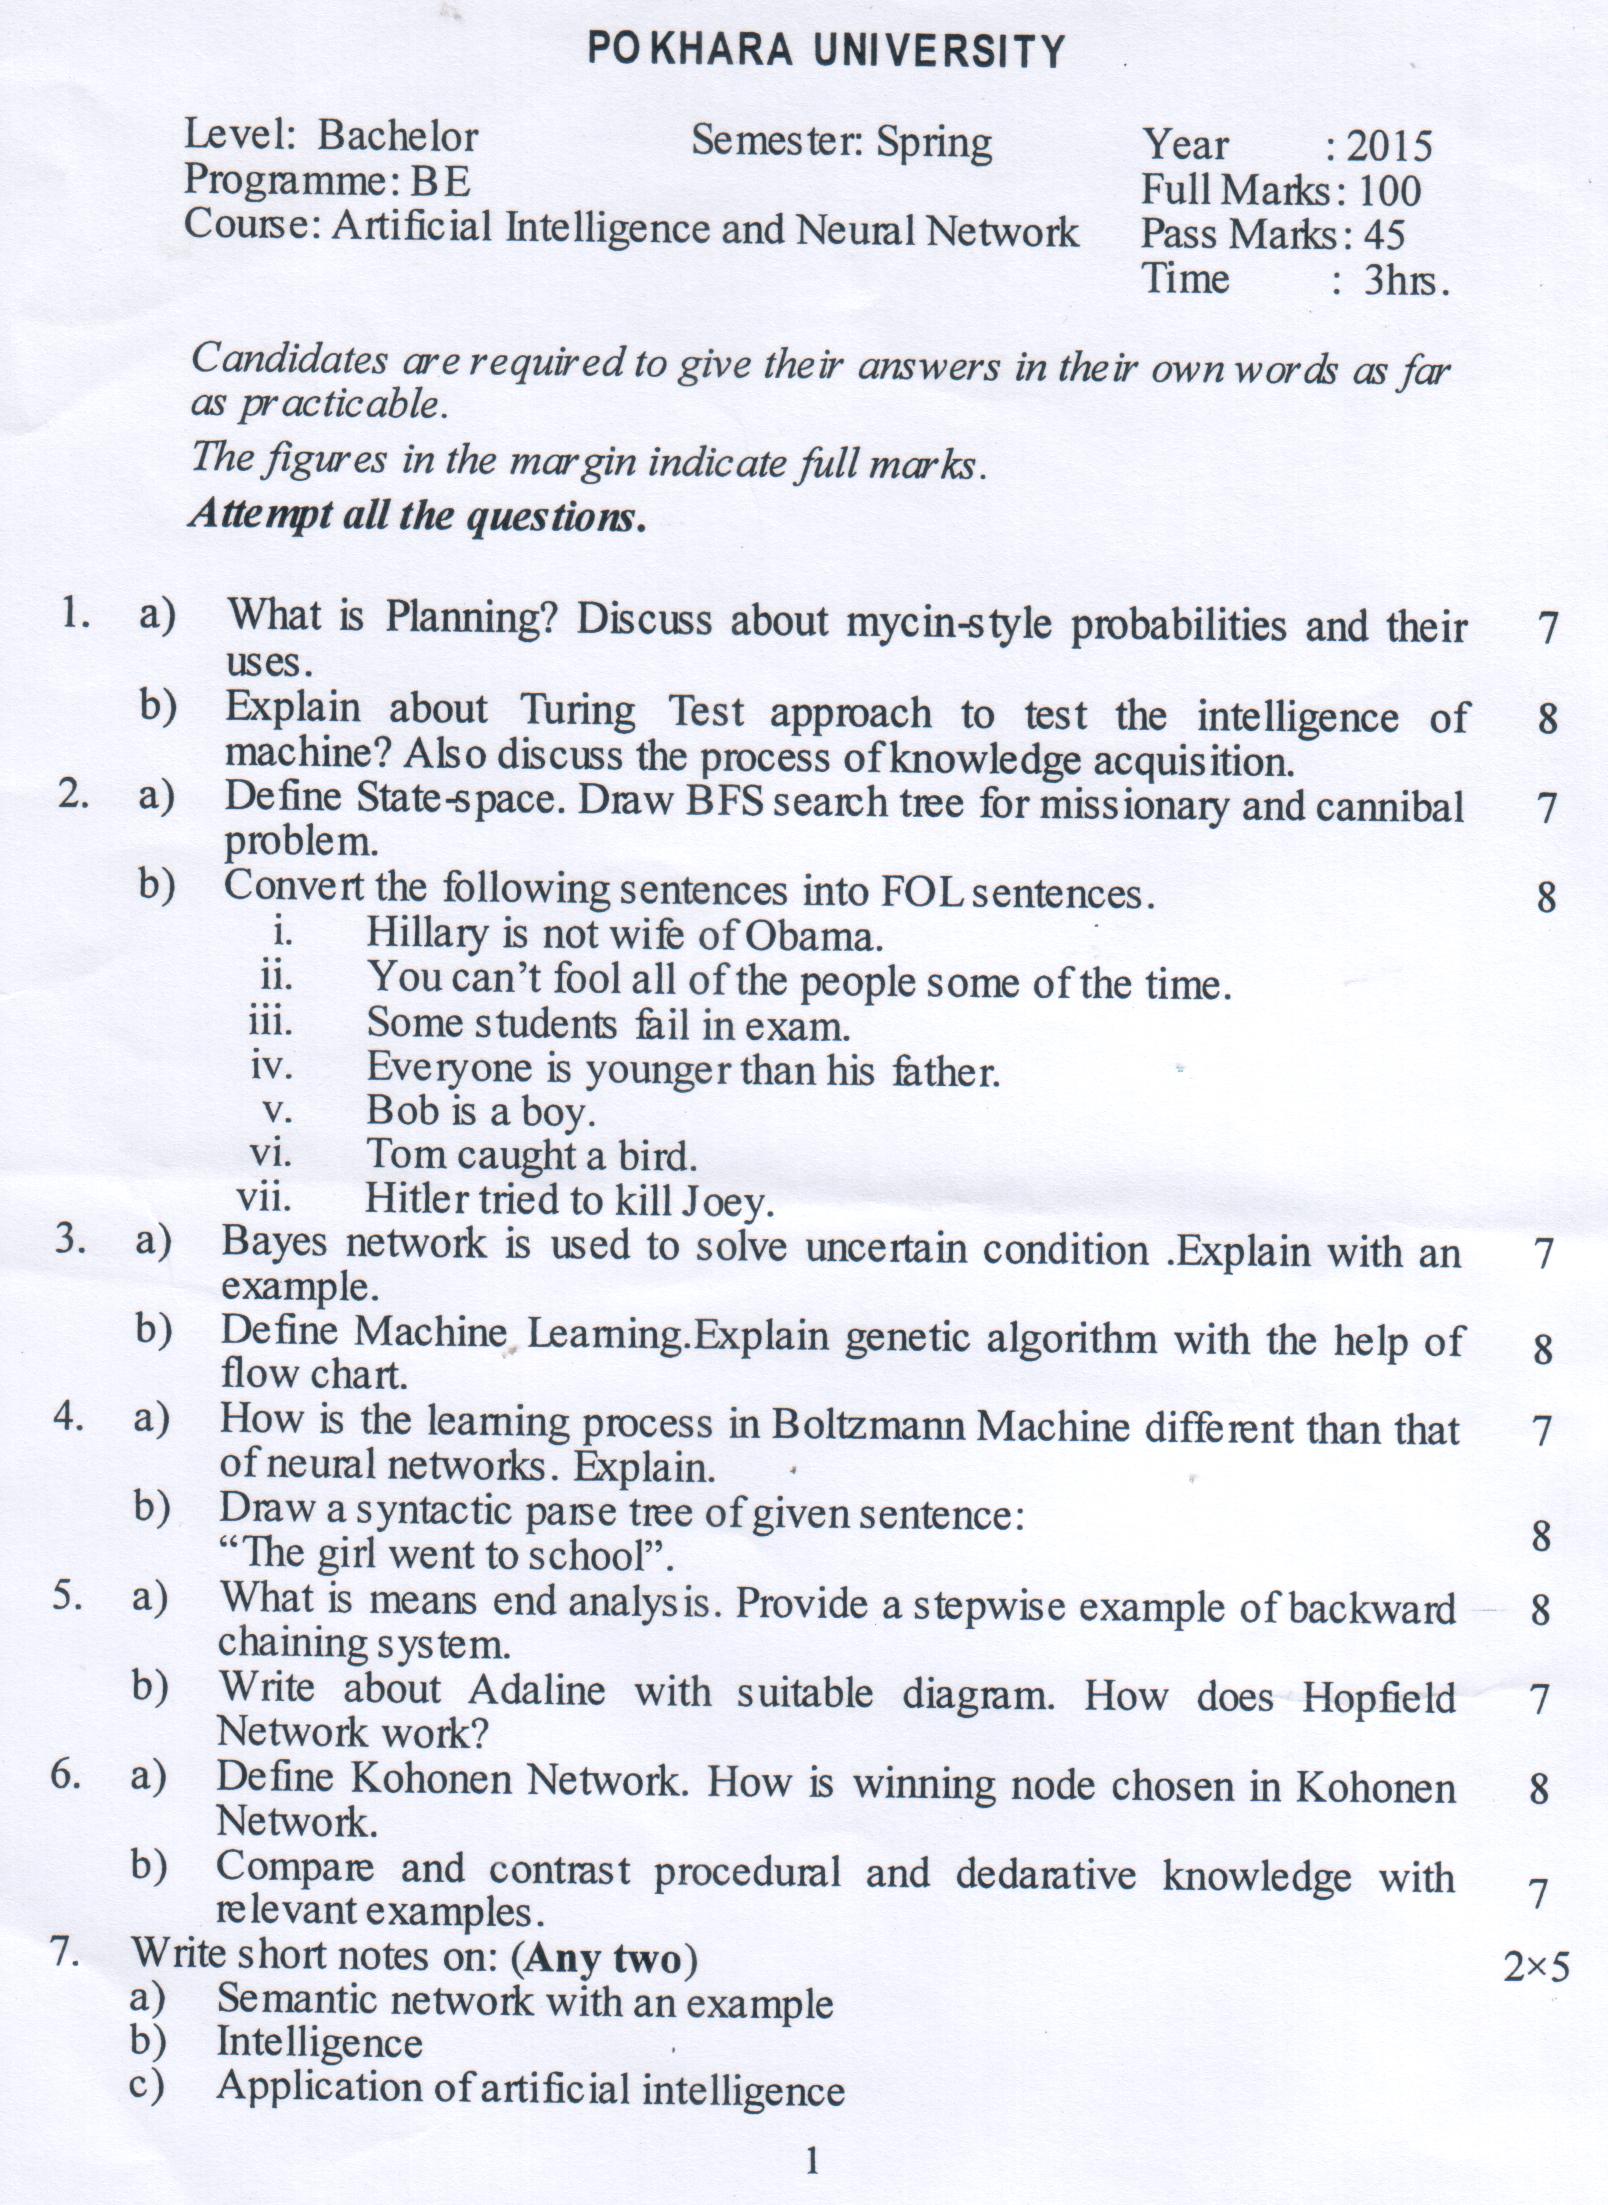 POKHARA UNIVERSITY
Level: Bachelor Semester: Spring Year : 2015
Programme: BE Full Marks: 100
Course: Artificial Intelligence and Neural Network Pass Marks: 45
Time : 3hrs.
Candidates are required to give their answers in their own words as far
as practicable.
The figures in the margin indicate full marks.
Attempt all the questions.
1. a) What is Planning? Discuss about mycin-style probabilities and their 7
uses.
b) Explain about Turing Test approach to test the intelligence of 8
machine? Also discuss the process of knowledge acquisition.
2. a) Define State-space. Draw BFS search tree for missionary and cannibal 7
problem.
b) Convert the following sentences into FOL sentences. 8
i. Hillary is not wife of Obama.
ii. You can't fool all of the people some of the time.
iii. Some students fail in exam.
iv. Everyone is younger than his father.
v. Bob is a boy.
vi. Tom caught a bird.
vii. Hitler tried to kill Joey.
3. a) Bayes network is used to solve uncertain condition .Explain with an 7
example.
b) Define Machine Learning.Explain genetic algorithm with the help of 8
flow chart.
4. a) How is the learning process in Boltzmann Machine different than that 7
of neural networks. Explain.
b) Draw a syntactic parse tree of given sentence: 8
“The girl went to school”.
5. a) What is means end analysis. Provide a stepwise example of backward 8
chaining system.
b) Write about Adaline with suitable diagram. How does Hopfield 7
Network work?
6. a) Define Kohonen Network. How is winning node chosen in Kohonen 8
Network.
b) Compare and contrast procedural and declarative knowledge with 7
relevant examples.
7. Write short notes on: (Any two) 2×5
a) Semantic network with an example
b) Intelligence
c) Application of artificial intelligence
1